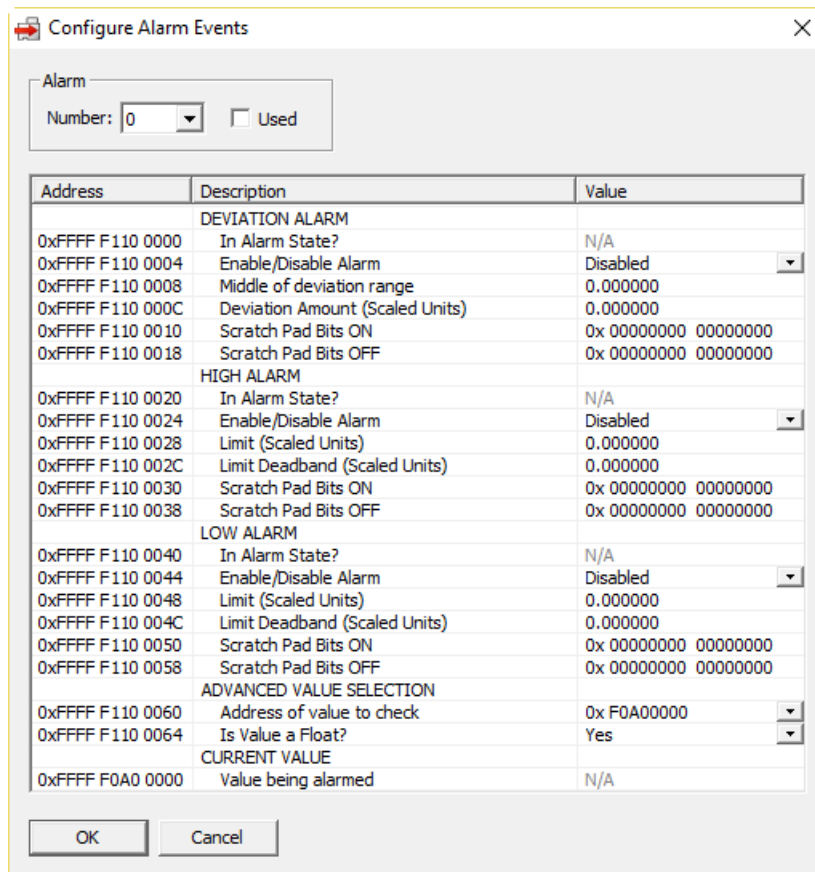 Configure Alarm Events
Alarm
Number: 0 Used
Address Description Value
DEVIATION ALARM
0xFFFF F110 0000 In Alarm State? N/A
0xFFFF F110 0004 Enable/Disable Alarm Disabled
0xFFFF F110 0008 Middle of deviation range 0.000000
0xFFFF F110 000C Deviation Amount (Scaled Units) 0.000000
0xFFFF F110 0010 Scratch Pad Bits ON 0x 00000000 00000000
0xFFFF F110 0018 Scratch Pad Bits OFF 0x 00000000 00000000
HIGH ALARM
0xFFFF F110 0020 In Alarm State? N/A
0xFFFF F110 0024 Enable/Disable Alarm Disabled
0xFFFF F110 0028 Limit (Scaled Units) 0.000000
0xFFFF F110 002C Limit Deadband (Scaled Units) 0.000000
0xFFFF F110 0030 Scratch Pad Bits ON 0x 00000000 00000000
0xFFFF F110 0038 Scratch Pad Bits OFF 0x 00000000 00000000
LOW ALARM
0xFFFF F110 0040 In Alarm State? N/A
0xFFFF F110 0044 Enable/Disable Alarm Disabled
0xFFFF F110 0048 Limit (Scaled Units) 0.000000
0xFFFF F110 004C Limit Deadband (Scaled Units) 0.000000
0xFFFF F110 0050 Scratch Pad Bits ON 0x 00000000 00000000
0xFFFF F110 0058 Scratch Pad Bits OFF 0x 00000000 00000000
ADVANCED VALUE SELECTION
0xFFFF F110 0060 Address of value to check 0x F0A00000
0xFFFF F110 0064 Is Value a Float? Yes
CURRENT VALUE
0xFFFF F0A0 0000 Value being alarmed N/A
OK Cancel